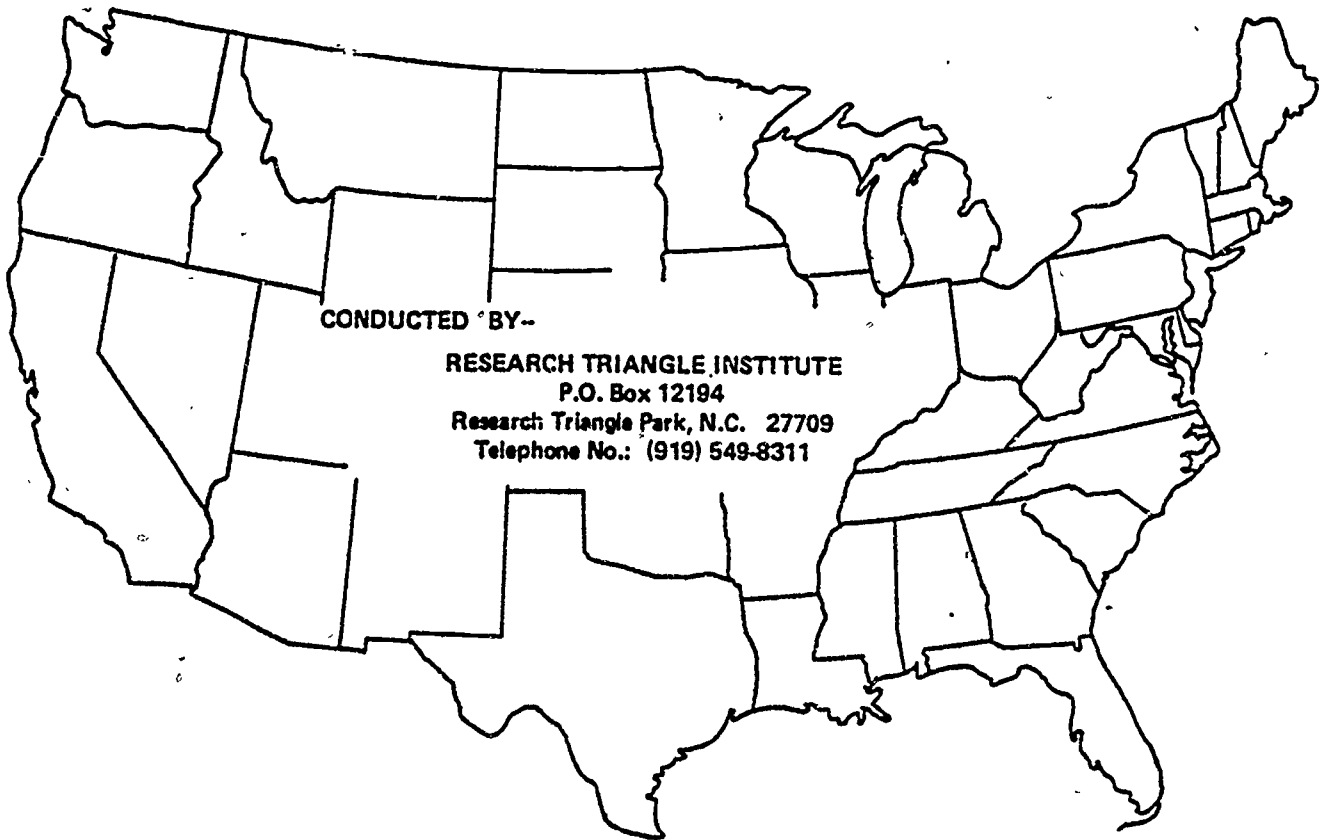 CONDUCTED BY--
RESEARCH TRIANGLE INSTITUTE
P.O. Box 12194
Research Triangle Park, N.C. 27709
Telephone No.: (919) 549-8311